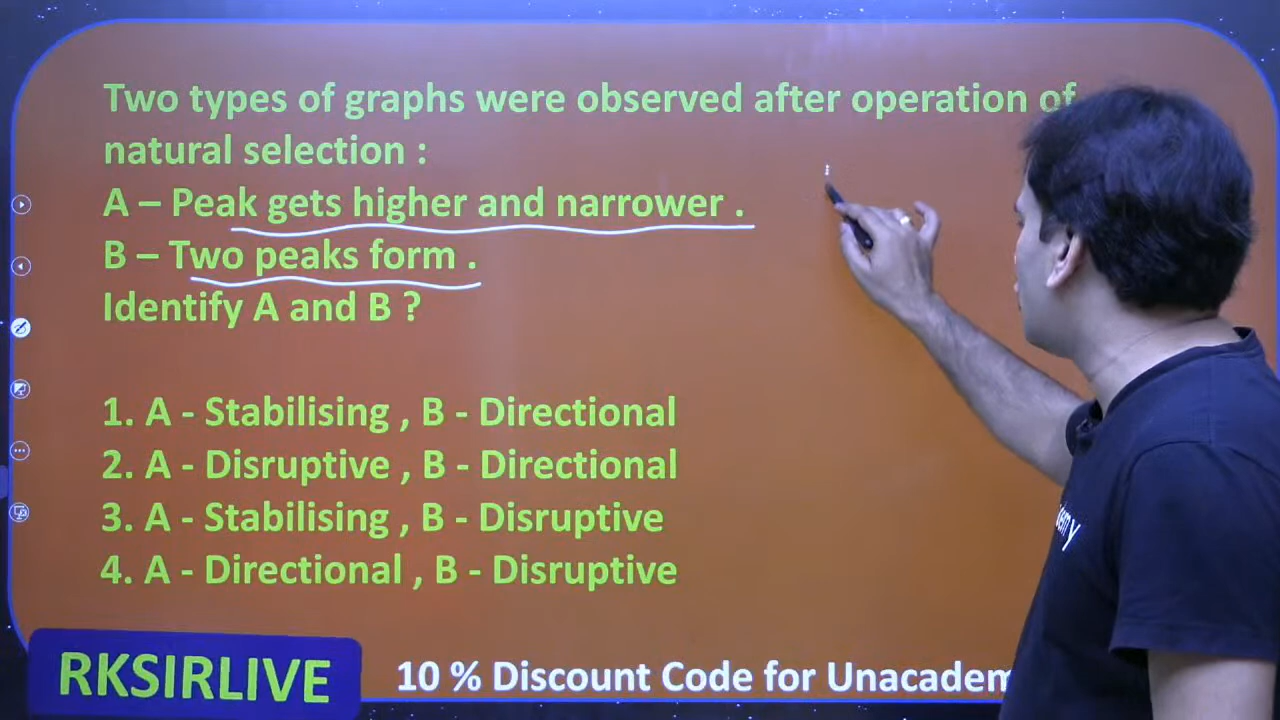 Two types of graphs were observed after operation of
natural selection :
A – Peak gets higher and narrower .
B – Two peaks form .
Identify A and B ?
1. A - Stabilising , B - Directional
2. A - Disruptive , B - Directional
3. A - Stabilising , B - Disruptive
4. A - Directional , B - Disruptive
RKSIRLIVE
10 % Discount Code for